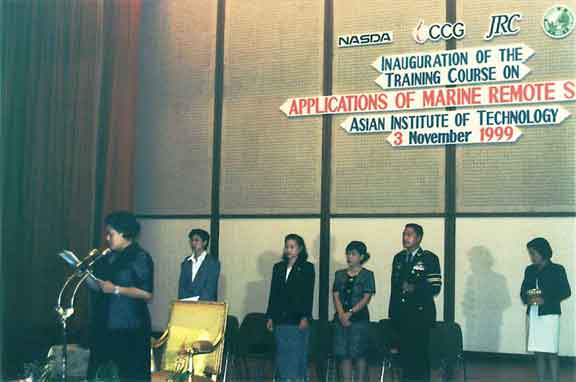 NASDA CCG JRC
INAUGURATION OF THE
TRAINING COURSE ON
APPLICATIONS OF MARINE REMOTE S
ASIAN INSTITUTE OF TECHNOLOGY
3 November 1999